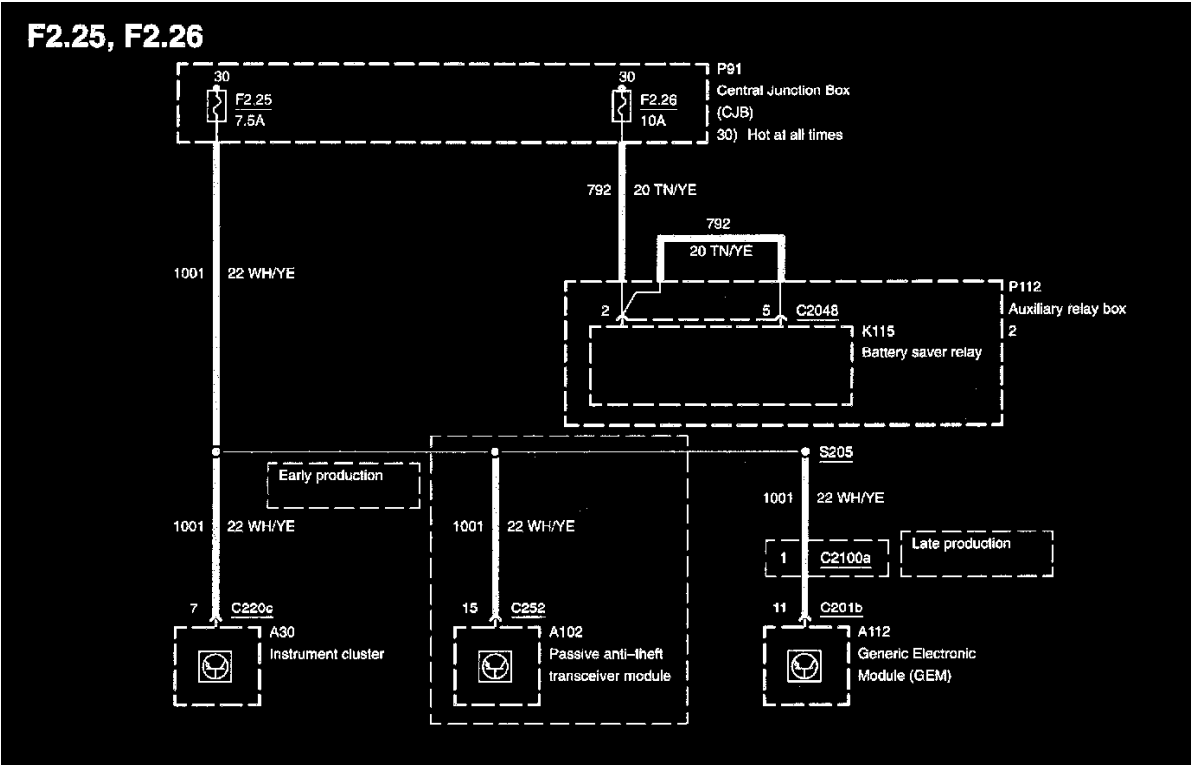 F2.25, F2.26
30
F2.25
7.5A
30
F2.26
10A
P91
Central Junction Box
(CJB)
30) Hot at all times
792 20 TN/YE
792
20 TN/YE
1001 22 WH/YE
P112
Auxiliary relay box
2
2
5 C2048
K115
Battery saver relay
S205
Early production
1001 22 WH/YE
1001 22 WH/YE
1001 22 WH/YE
Late production
1 C2100a
7 C220c
15 C252
11 C201b
A30
Instrument cluster
A102
Passive anti–theft
transceiver module
A112
Generic Electronic
Module (GEM)